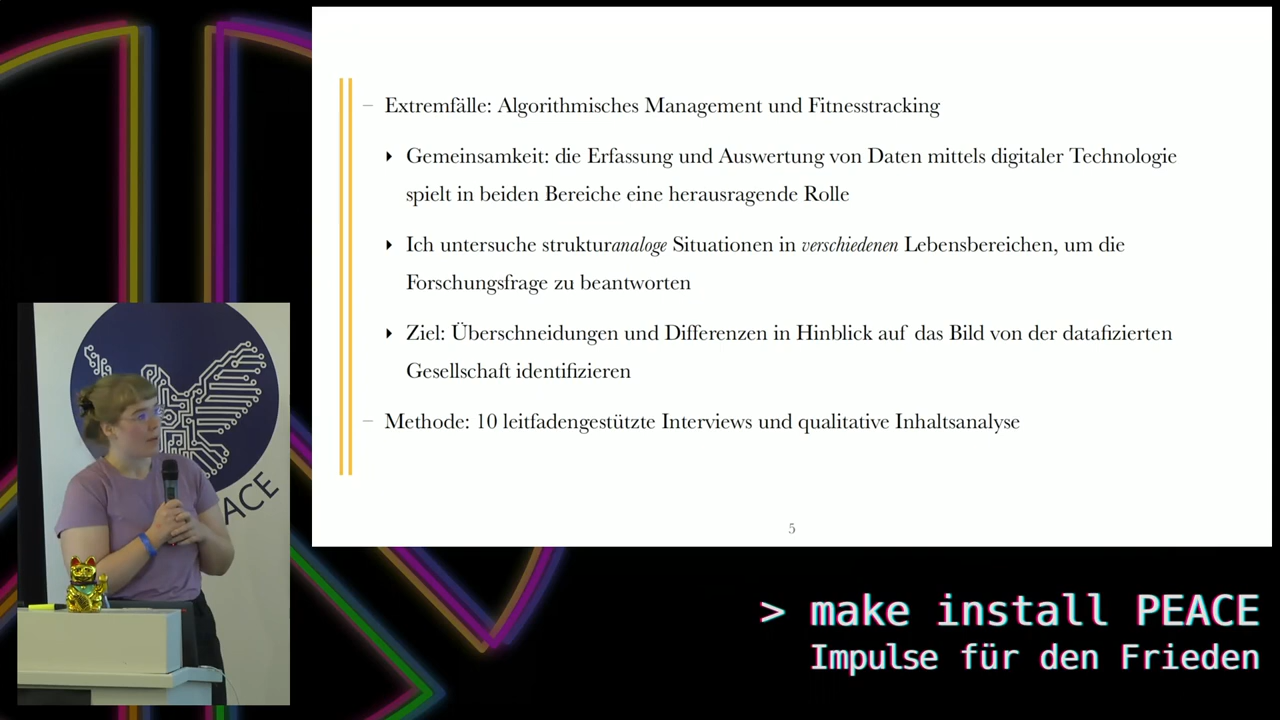 – Extremfälle: Algorithmisches Management und Fitnesstracking
Gemeinsamkeit: die Erfassung und Auswertung von Daten mittels digitaler Technologie
spielt in beiden Bereiche eine herausragende Rolle
Ich untersuche strukturanaloge Situationen in verschiedenen Lebensbereichen, um die
Forschungsfrage zu beantworten
Ziel: Überschneidungen und Differenzen in Hinblick auf das Bild von der datafizierten
Gesellschaft identifizieren
– Methode: 10 leitfadengestützte Interviews und qualitative Inhaltsanalyse
5
ACE
> make install PEACE
Impulse für den Frieden